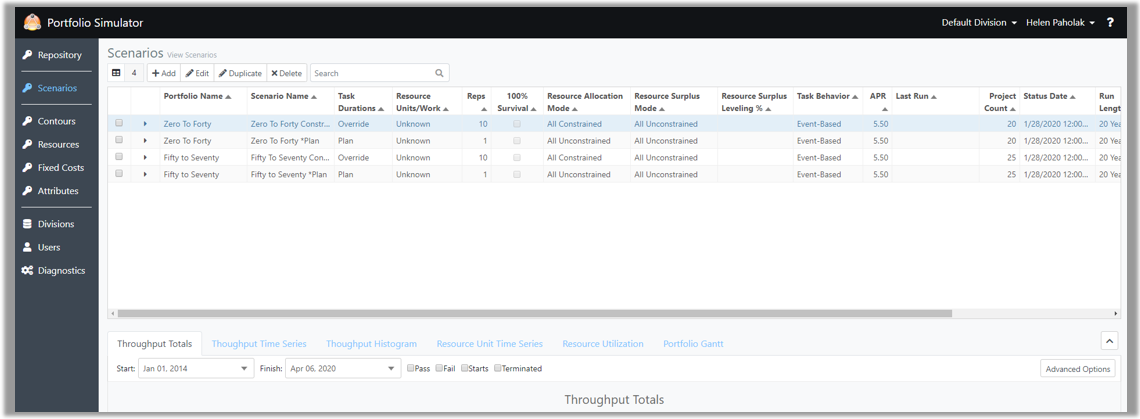 Portfolio Simulator
Default Division Helen Paholak ?
Repository
Scenarios
Contours
Resources
Fixed Costs
Attributes
Divisions
Users
Diagnostics
Scenarios View Scenarios
4 Add Edit Duplicate Delete Search
Portfolio Name Scenario Name Task Durations Resource Units/Work Reps 100% Survival Resource Allocation Mode Resource Surplus Mode Resource Surplus Leveling % Task Behavior APR Last Run Project Count Status Date Run Lengt
Zero To Forty Zero To Forty Constr... Override Unknown 10 All Constrained All Unconstrained Event-Based 5.50 20 1/28/2020 12:00... 20 Yea
Zero To Forty Zero To Forty *Plan Plan Unknown 1 All Unconstrained All Unconstrained Event-Based 5.50 20 1/28/2020 12:00... 20 Yea
Fifty to Seventy Fifty To Seventy Con... Override Unknown 10 All Constrained All Unconstrained Event-Based 5.50 25 1/28/2020 12:00... 20 Yea
Fifty to Seventy Fifty to Seventy *Plan Plan Unknown 1 All Unconstrained All Unconstrained Event-Based 5.50 25 1/28/2020 12:00... 20 Yea
Throughput Totals Thoughput Time Series Thoughput Histogram Resource Unit Time Series Resource Utilization Portfolio Gantt
Start: Jan 01, 2014 Finish: Apr 06, 2020 Pass Fail Starts Terminated Advanced Options
Throughput Totals